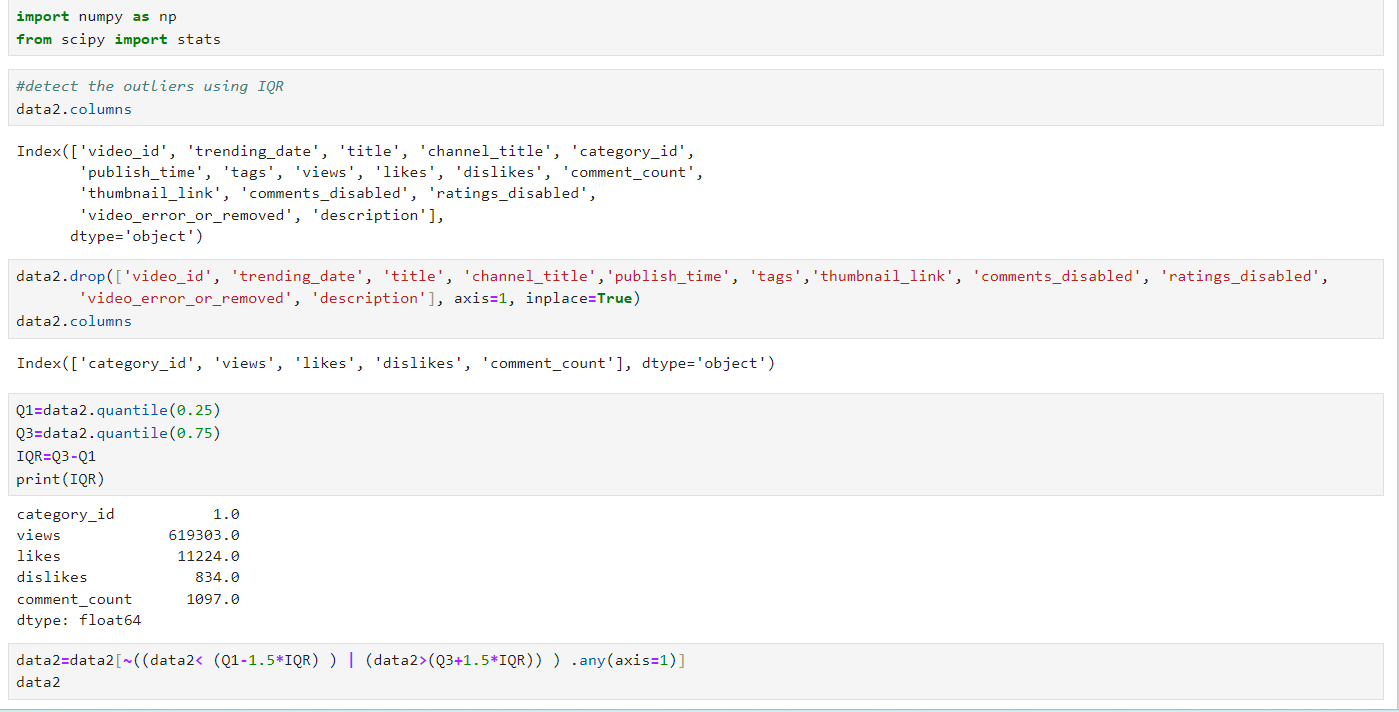 import numpy as np
from scipy import stats
#detect the outliers using IQR
data2.columns
Index(['video_id', 'trending_date', 'title', 'channel_title', 'category_id',
       'publish_time', 'tags', 'views', 'likes', 'dislikes', 'comment_count',
       'thumbnail_link', 'comments_disabled', 'ratings_disabled',
       'video_error_or_removed', 'description'],
      dtype='object')
data2.drop(['video_id', 'trending_date', 'title', 'channel_title','publish_time', 'tags','thumbnail_link', 'comments_disabled', 'ratings_disabled',
       'video_error_or_removed', 'description'], axis=1, inplace=True)
data2.columns
Index(['category_id', 'views', 'likes', 'dislikes', 'comment_count'], dtype='object')
Q1=data2.quantile(0.25)
Q3=data2.quantile(0.75)
IQR=Q3-Q1
print(IQR)
category_id           1.0
views            619303.0
likes             11224.0
dislikes            834.0
comment_count      1097.0
dtype: float64
data2=data2[~((data2< (Q1-1.5*IQR) ) | (data2>(Q3+1.5*IQR)) ) .any(axis=1)]
data2